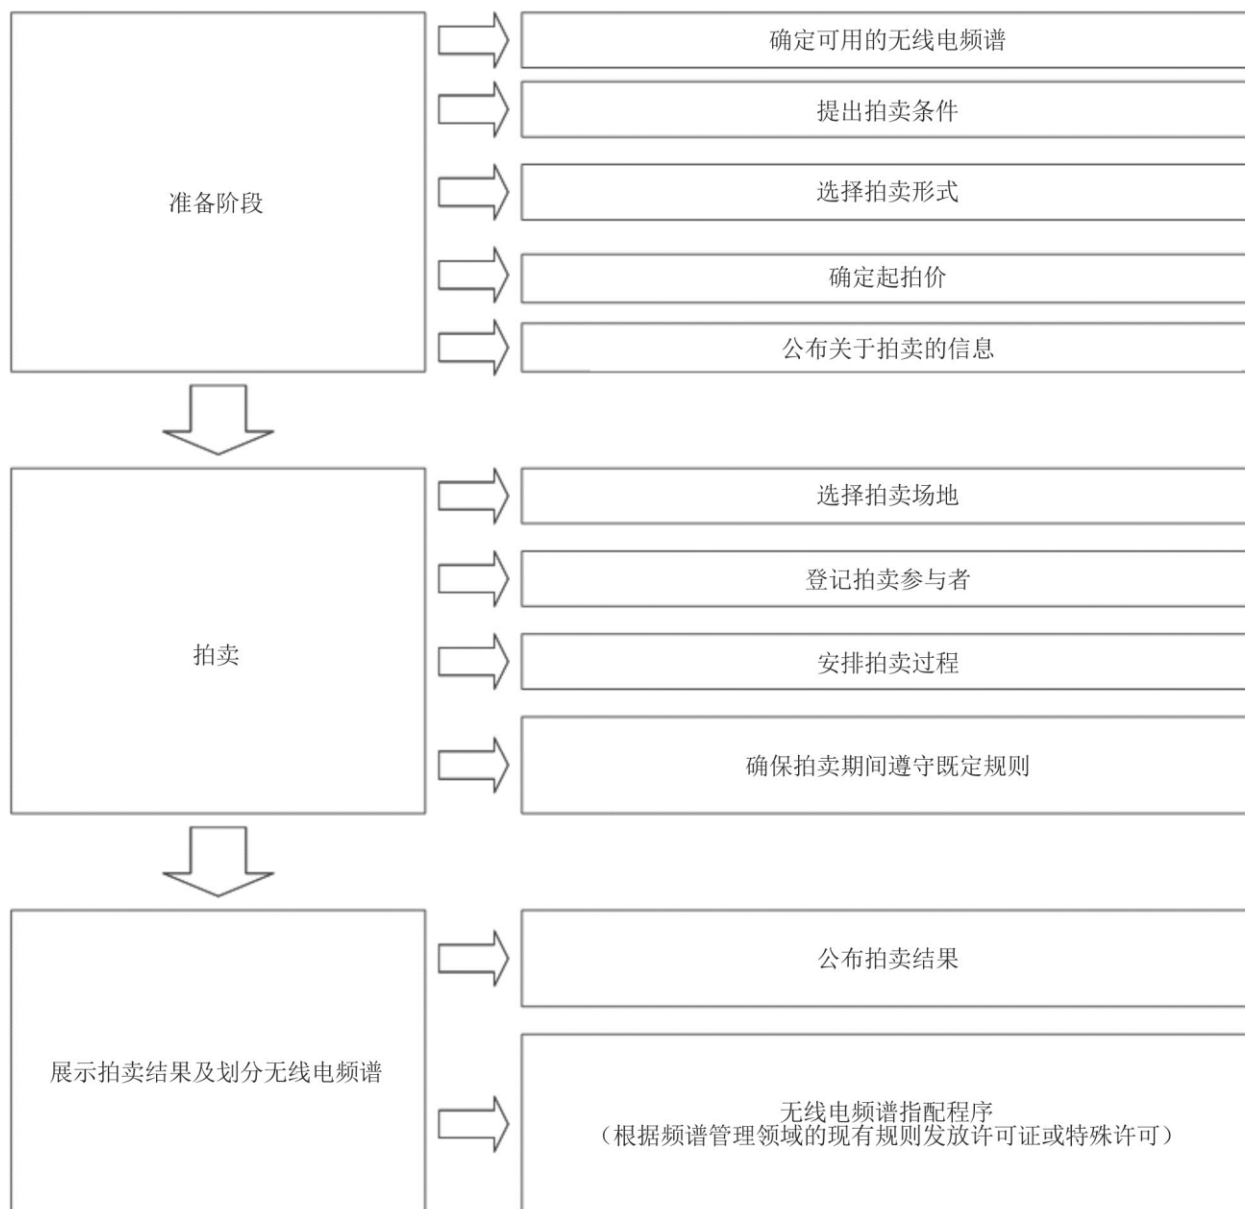 准备阶段
确定可用的无线电频谱
提出拍卖条件
选择拍卖形式
确定起拍价
公布关于拍卖的信息
拍卖
选择拍卖场地
登记拍卖参与者
安排拍卖过程
确保拍卖期间遵守既定规则
展示拍卖结果及划分无线电频谱
公布拍卖结果
无线电频谱指配程序
（根据频谱管理领域的现有规则发放许可证或特殊许可）